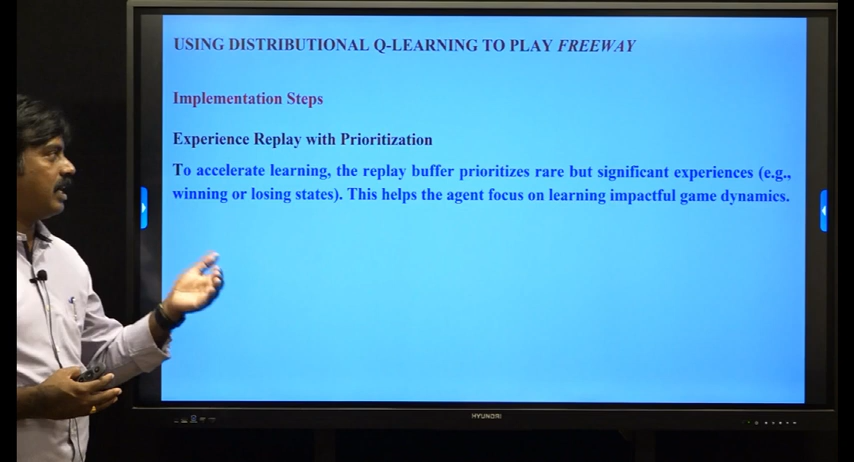 USING DISTRIBUTIONAL Q-LEARNING TO PLAY FREEWAY
Implementation Steps
Experience Replay with Prioritization
To accelerate learning, the replay buffer prioritizes rare but significant experiences (e.g.,
winning or losing states). This helps the agent focus on learning impactful game dynamics.
HYUNDAI